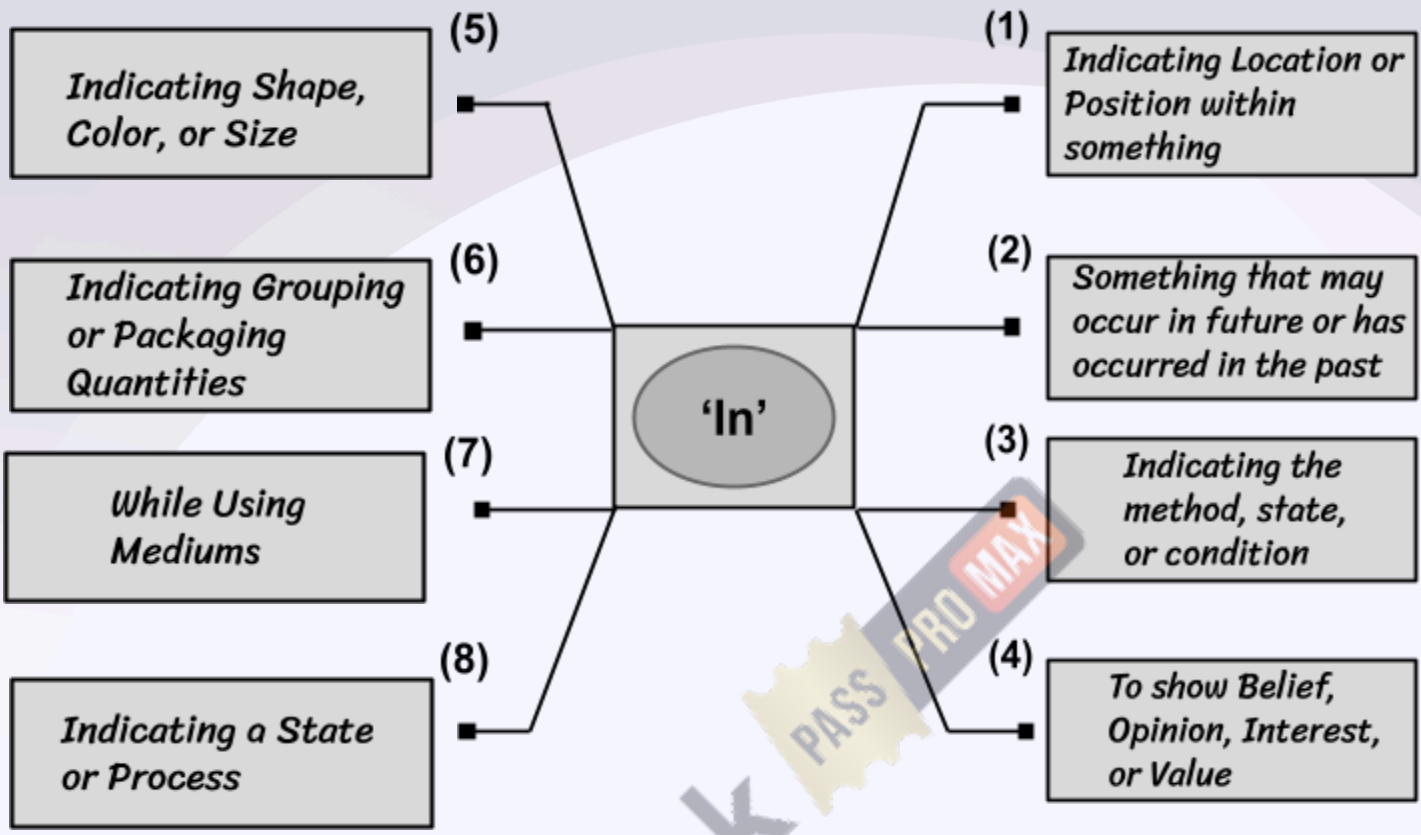 (5)
Indicating Shape,
Color, or Size
(1)
Indicating Location or
Position within
something
(6)
Indicating Grouping
or Packaging
Quantities
(2)
Something that may
occur in future or has
occurred in the past
‘In’
(7)
While Using
Mediums
(3)
Indicating the
method, state,
or condition
(8)
Indicating a State
or Process
(4)
To show Belief,
Opinion, Interest,
or Value
PASS PRO MAX
K